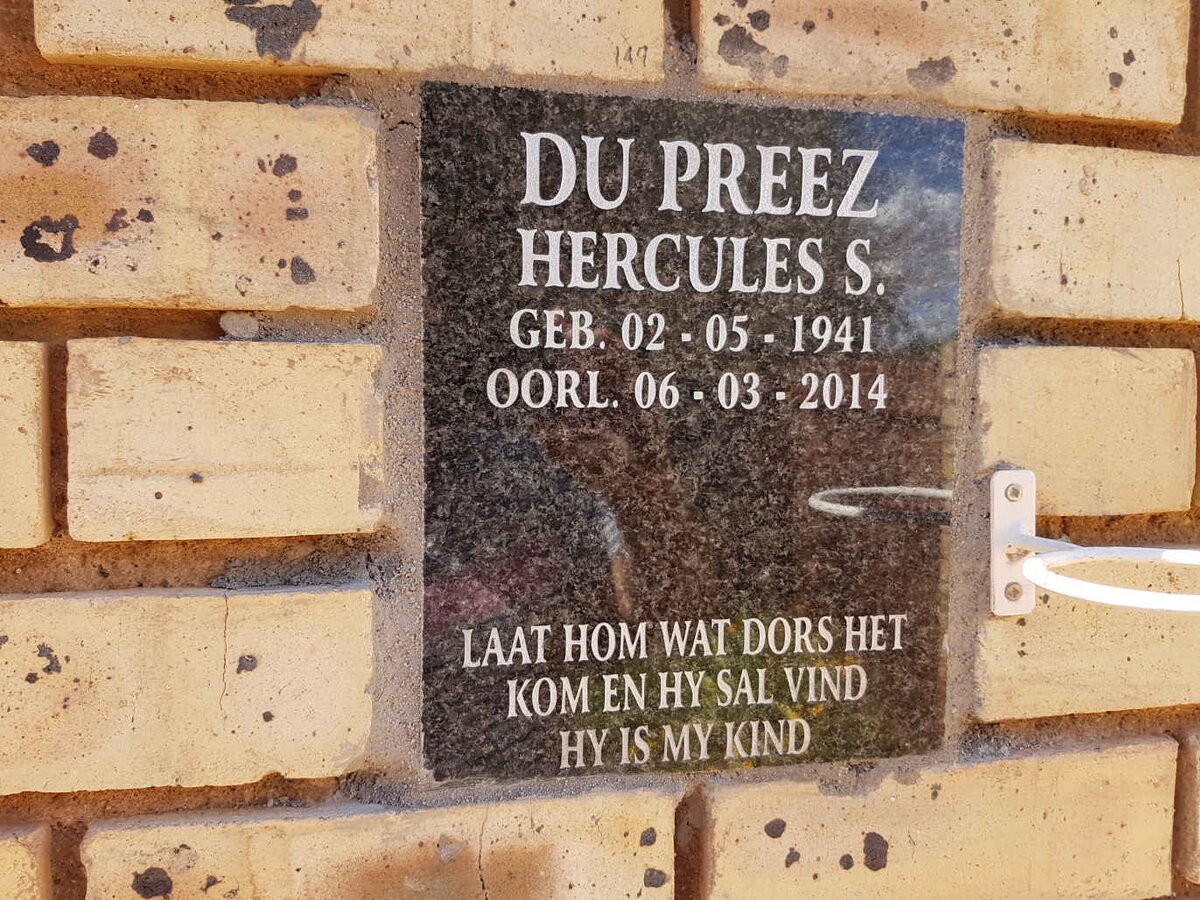 147
DU PREEZ
HERCULES S.
GEB. 02 - 05 - 1941
OORL. 06 - 03 - 2014
LAAT HOM WAT DORS HET
KOM EN HY SAL VIND
HY IS MY KIND